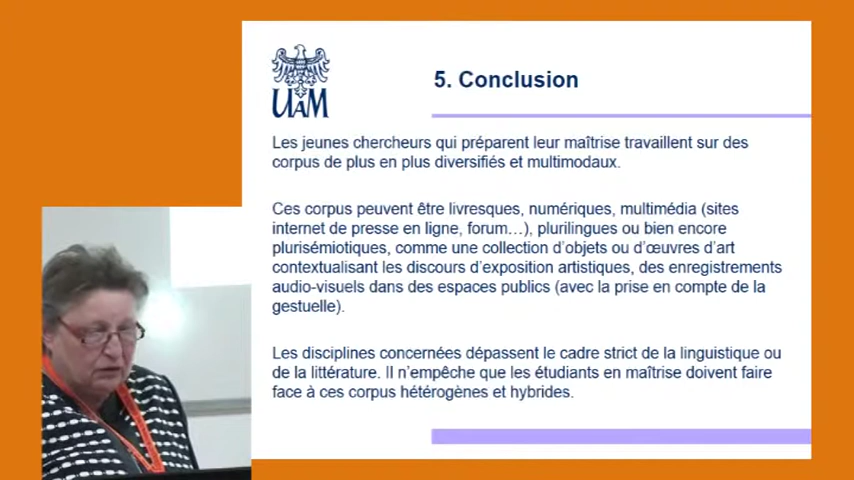 UAM
5. Conclusion
Les jeunes chercheurs qui préparent leur maîtrise travaillent sur des
corpus de plus en plus diversifiés et multimodaux.
Ces corpus peuvent être livresques, numériques, multimédia (sites
internet de presse en ligne, forum…), plurilingues ou bien encore
plurisémiotiques, comme une collection d’objets ou d’œuvres d’art
contextualisant les discours d’exposition artistiques, des enregistrements
audio-visuels dans des espaces publics (avec la prise en compte de la
gestuelle).
Les disciplines concernées dépassent le cadre strict de la linguistique ou
de la littérature. Il n’empêche que les étudiants en maîtrise doivent faire
face à ces corpus hétérogènes et hybrides.